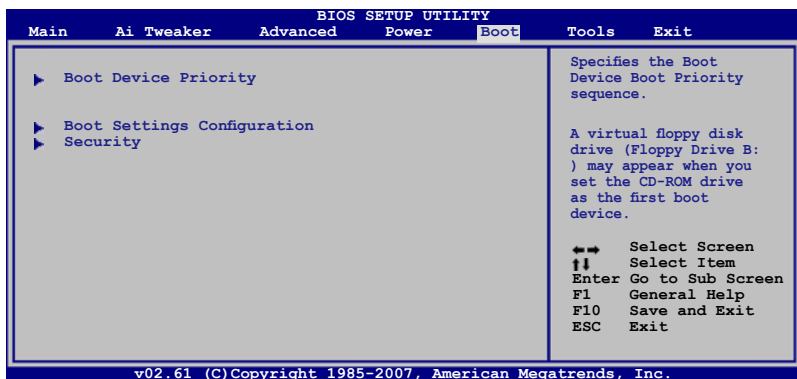 BIOS SETUP UTILITY
Main Ai Tweaker Advanced Power Boot Tools Exit
Boot Device Priority
Boot Settings Configuration
Security
Specifies the Boot
Device Boot Priority
sequence.
A virtual floppy disk
drive (Floppy Drive B:
) may appear when you
set the CD-ROM drive
as the first boot
device.
Select Screen
Select Item
Enter Go to Sub Screen
F1 General Help
F10 Save and Exit
ESC Exit
v02.61 (C)Copyright 1985-2007, American Megatrends, Inc.